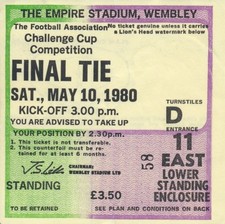 THE EMPIRE STADIUM, WEMBLEY
The Football Association
Challenge Cup
Competition
No ticket genuine unless it carries
a Lion's Head watermark below
FINAL TIE
SAT., MAY 10, 1980
KICK-OFF 3.00 p.m.
YOU ARE ADVISED TO TAKE UP
YOUR POSITION BY 2.30p.m.
1. This ticket is not transferable.
2. This counterfoil must be re-
tained for at least 6 months.
CHAIRMAN:
WEMBLEY STADIUM LTD
STANDING
£3.50
TURNSTILES
D
ENTRANCE
11
EAST
LOWER
STANDING
ENCLOSURE
58
TO BE RETAINED
SEE PLAN AND CONDITIONS ON BACK